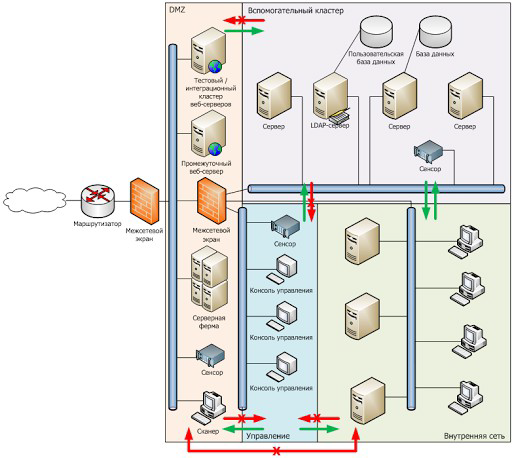 DMZ
Вспомогательный кластер
Пользовательская
база данных
База данных
Тестовый /
интеграционный
кластер
веб-серверов
Сервер
LDAP-сервер
Сервер
Сервер
Промежуточный
веб-сервер
Сенсор
Маршрутизатор
Межсетевой
экран
Межсетевой
экран
Сенсор
Консоль управления
Серверная
ферма
Консоль управления
Сенсор
Консоль управления
Сканер
Управление
Внутренняя сеть